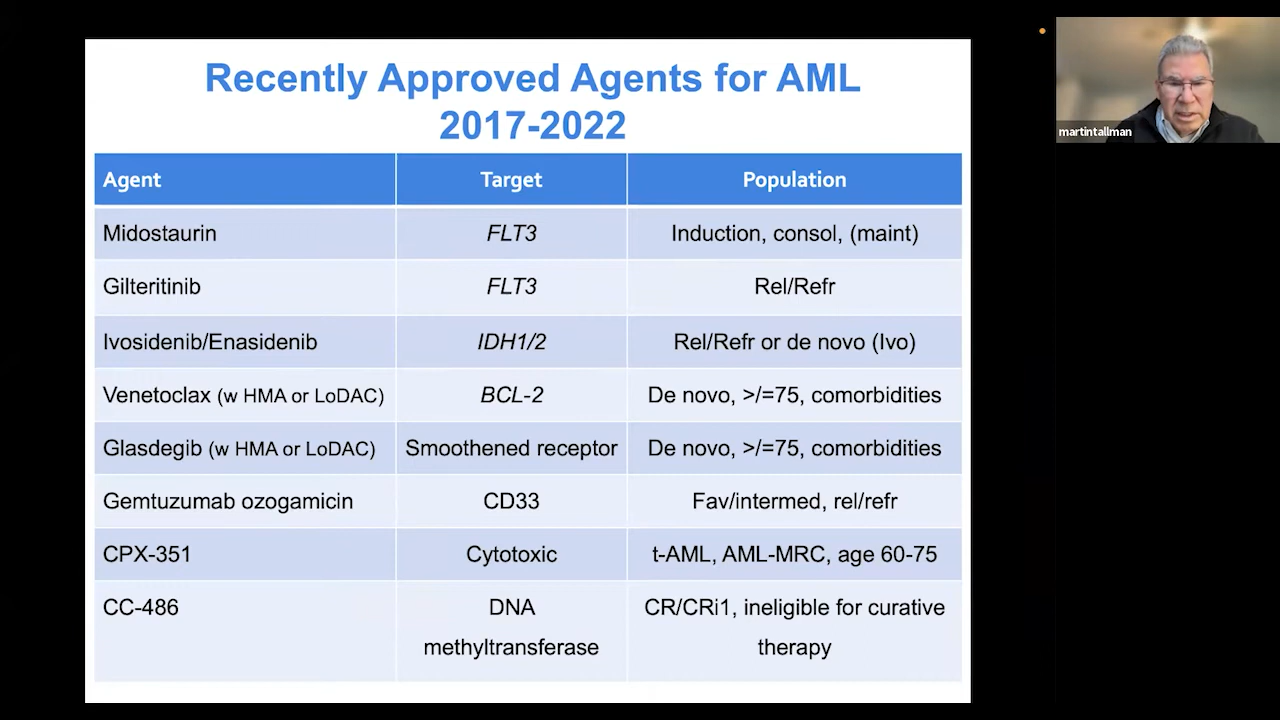 Recently Approved Agents for AML
2017-2022
Agent Target Population
Midostaurin FLT3 Induction, consol, (maint)
Gilteritinib FLT3 Rel/Refr
Ivosidenib/Enasidenib IDH1/2 Rel/Refr or de novo (Ivo)
Venetoclax (w HMA or LoDAC) BCL-2 De novo, >/=75, comorbidities
Glasdegib (w HMA or LoDAC) Smoothened receptor De novo, >/=75, comorbidities
Gemtuzumab ozogamicin CD33 Fav/intermed, rel/refr
CPX-351 Cytotoxic t-AML, AML-MRC, age 60-75
CC-486 DNA methyltransferase CR/CRi1, ineligible for curative therapy
martintallman